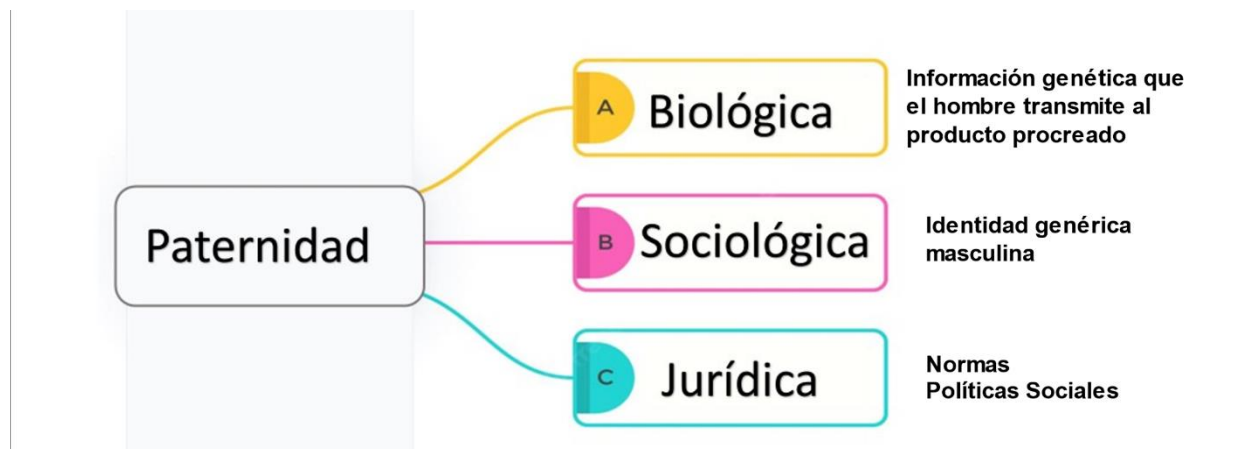 Paternidad
A
Biológica
Información genética que
el hombre transmite al
producto procreado
B
Sociológica
Identidad genérica
masculina
C
Jurídica
Normas
Políticas Sociales